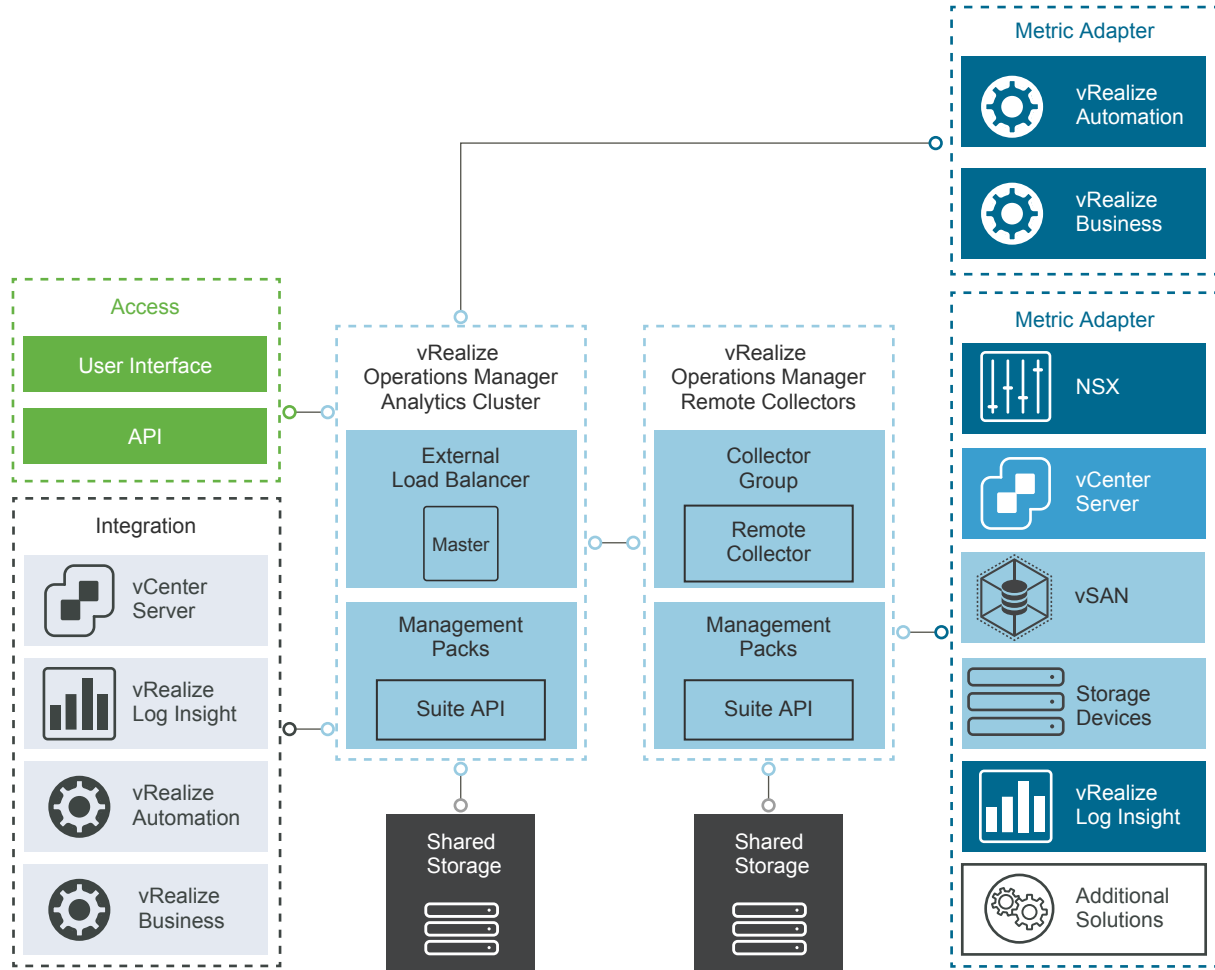 Metric Adapter
vRealize
Automation
vRealize
Business
Access
User Interface
API
Integration
vCenter
Server
vRealize
Log Insight
vRealize
Automation
vRealize
Business
vRealize
Operations Manager
Analytics Cluster
External
Load Balancer
Master
Management
Packs
Suite API
Shared
Storage
vRealize
Operations Manager
Remote Collectors
Collector
Group
Remote
Collector
Management
Packs
Suite API
Shared
Storage
Metric Adapter
NSX
vCenter
Server
vSAN
Storage
Devices
vRealize
Log Insight
Additional
Solutions